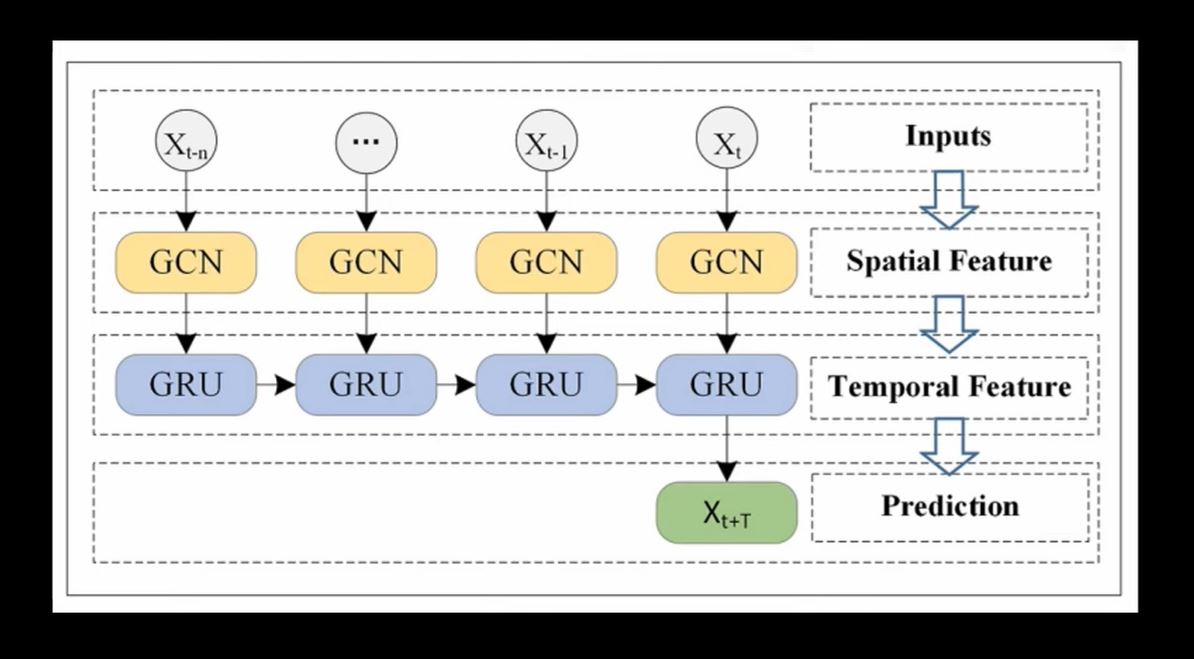 X_{t-n} ... X_{t-1} X_t Inputs
GCN GCN GCN GCN Spatial Feature
GRU GRU GRU GRU Temporal Feature
X_{t+T} Prediction